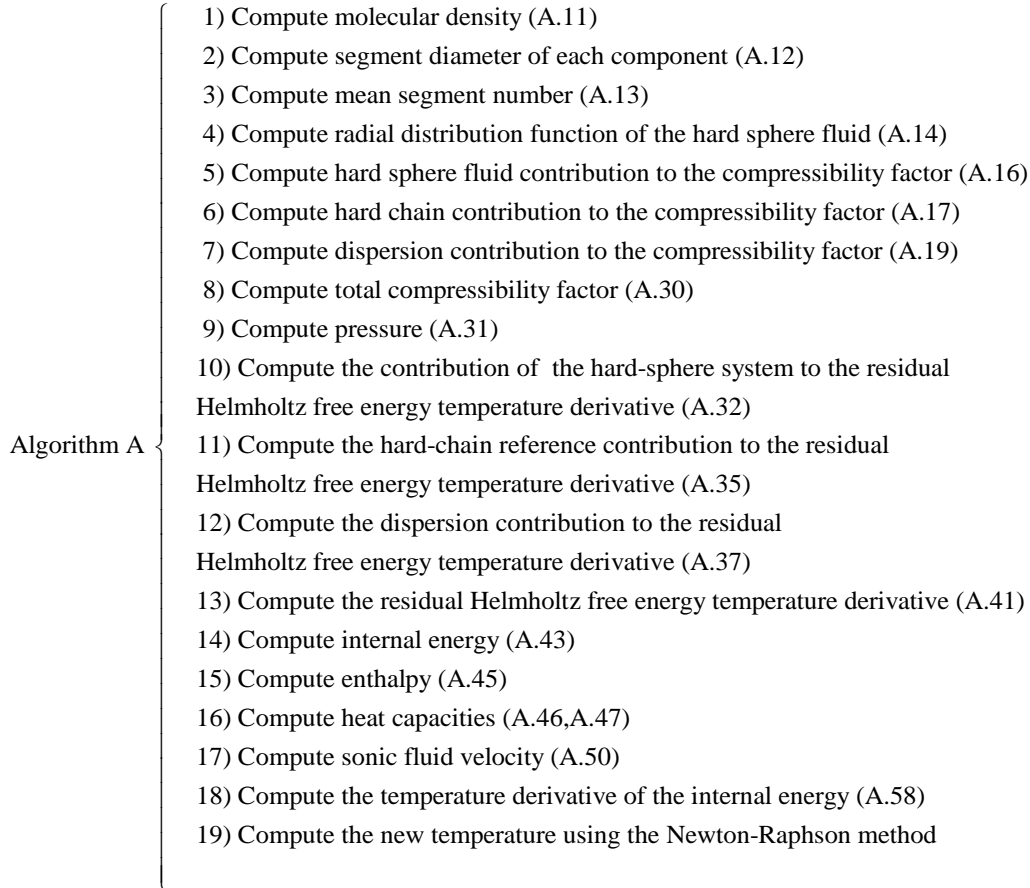 1) Compute molecular density (A.11)
2) Compute segment diameter of each component (A.12)
3) Compute mean segment number (A.13)
4) Compute radial distribution function of the hard sphere fluid (A.14)
5) Compute hard sphere fluid contribution to the compressibility factor (A.16)
6) Compute hard chain contribution to the compressibility factor (A.17)
7) Compute dispersion contribution to the compressibility factor (A.19)
8) Compute total compressibility factor (A.30)
9) Compute pressure (A.31)
10) Compute the contribution of the hard-sphere system to the residual
Helmholtz free energy temperature derivative (A.32)
Algorithm A
11) Compute the hard-chain reference contribution to the residual
Helmholtz free energy temperature derivative (A.35)
12) Compute the dispersion contribution to the residual
Helmholtz free energy temperature derivative (A.37)
13) Compute the residual Helmholtz free energy temperature derivative (A.41)
14) Compute internal energy (A.43)
15) Compute enthalpy (A.45)
16) Compute heat capacities (A.46,A.47)
17) Compute sonic fluid velocity (A.50)
18) Compute the temperature derivative of the internal energy (A.58)
19) Compute the new temperature using the Newton-Raphson method